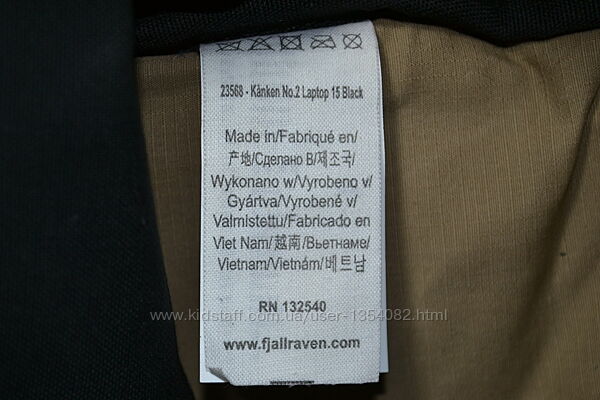 23568 - Kånken No.2 Laptop 15 Black
Made in/Fabriqué en/
产地/Сделано В/제조국/
Wykonano w/Vyrobeno v/
Gyártva/Vyrobené v/
Valmistettu/Fabricado en
Viet Nam/越南/Вьетнаме/
Vietnam/Vietnám/베트남
RN 132540
www.kidstaff.com.ua/user-1354082.html
www.fjallraven.com